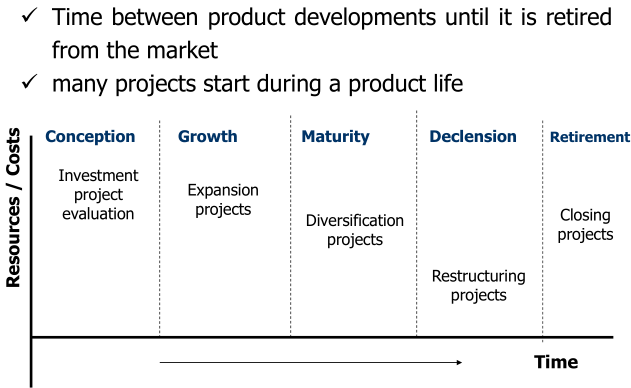 ✓ Time between product developments until it is retired
from the market
✓ many projects start during a product life
Conception
Growth
Maturity
Declension
Retirement
Investment
project
evaluation
Expansion
projects
Diversification
projects
Restructuring
projects
Closing
projects
Resources / Costs
Time